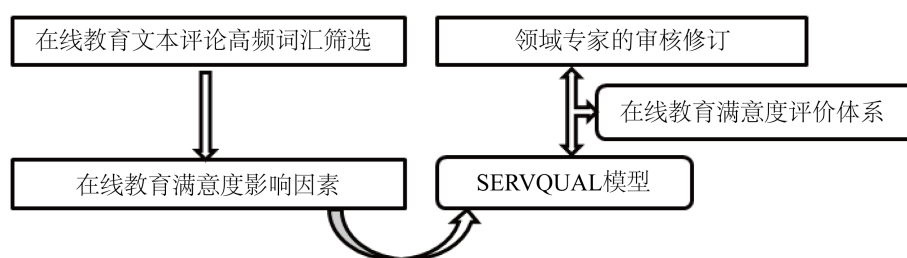 在线教育文本评论高频词汇筛选
领域专家的审核修订
在线教育满意度评价体系
在线教育满意度影响因素
SERVQUAL模型